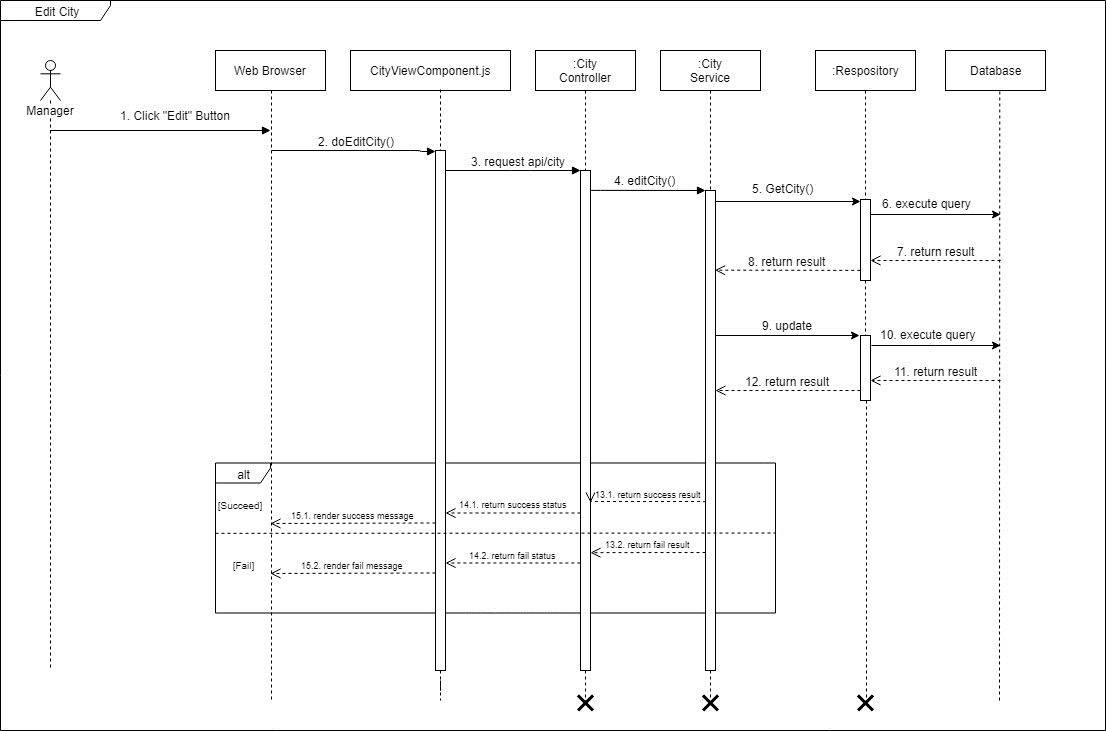 Edit City
Manager
Web Browser
CityViewComponent.js
:City
Controller
:City
Service
:Respository
Database
1. Click "Edit" Button
2. doEditCity()
3. request api/city
4. editCity()
5. GetCity()
6. execute query
7. return result
8. return result
9. update
10. execute query
11. return result
12. return result
alt
[Succeed]
13.1. return success result
14.1. return success status
15.1. render success message
[Fail]
13.2. return fail result
14.2. return fail status
15.2. render fail message